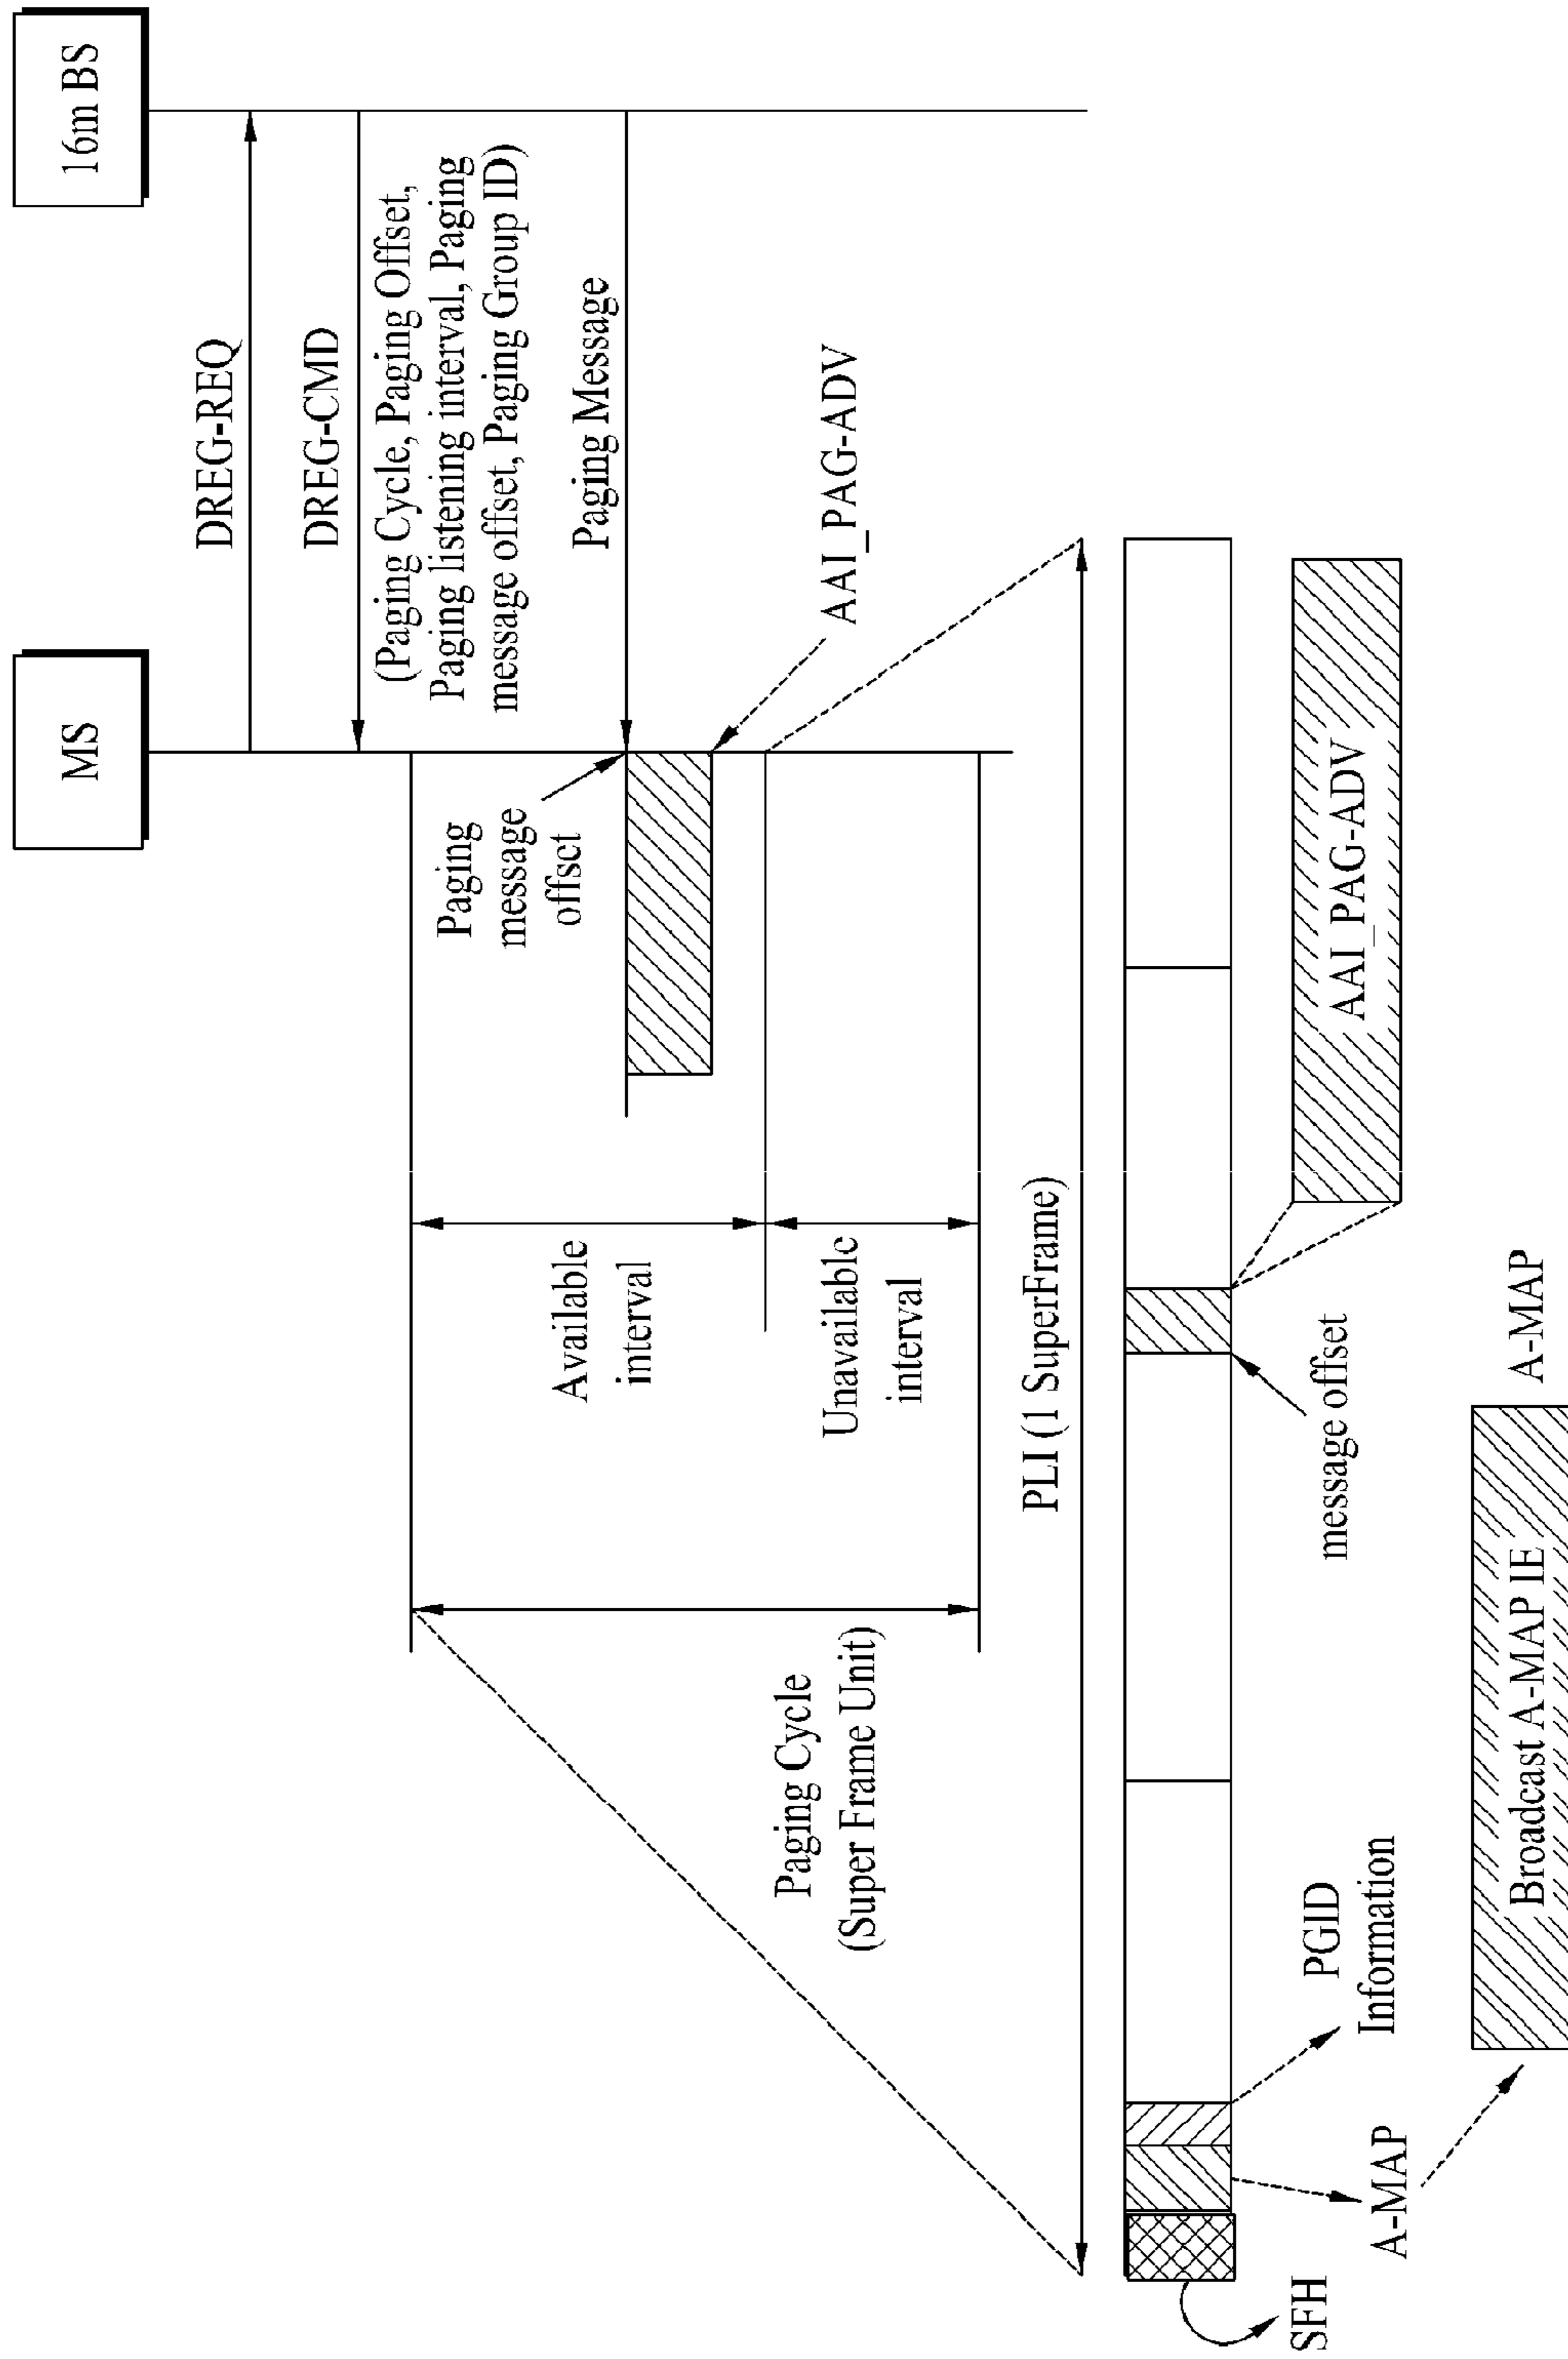 MS
16m BS
DREG-REQ
DREG-CMD
(Paging Cycle, Paging Offset,
Paging listening interval, Paging
message offset, Paging Group ID)
Paging
message
offset
Paging Message
Available
interval
AAI_PAG-ADV
Paging Cycle
(Super Frame Unit)
Unavailable
interval
PLI (1 SuperFrame)
SFH
A-MAP
PGID
Information
message offset
AAI_PAG-ADV
Broadcast A-MAP IE
A-MAP